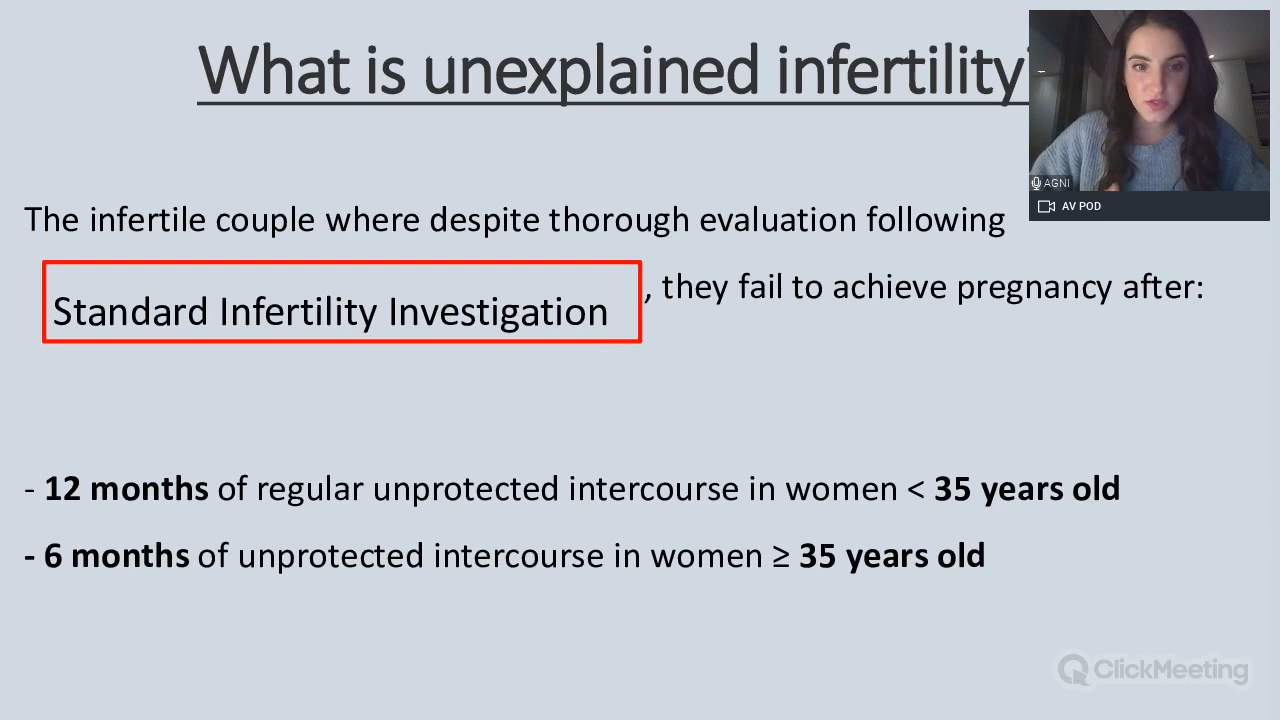 What is unexplained infertility
AGNI
AV POD
The infertile couple where despite thorough evaluation following
Standard Infertility Investigation , they fail to achieve pregnancy after:
- 12 months of regular unprotected intercourse in women < 35 years old
- 6 months of unprotected intercourse in women ≥ 35 years old
ClickMeeting